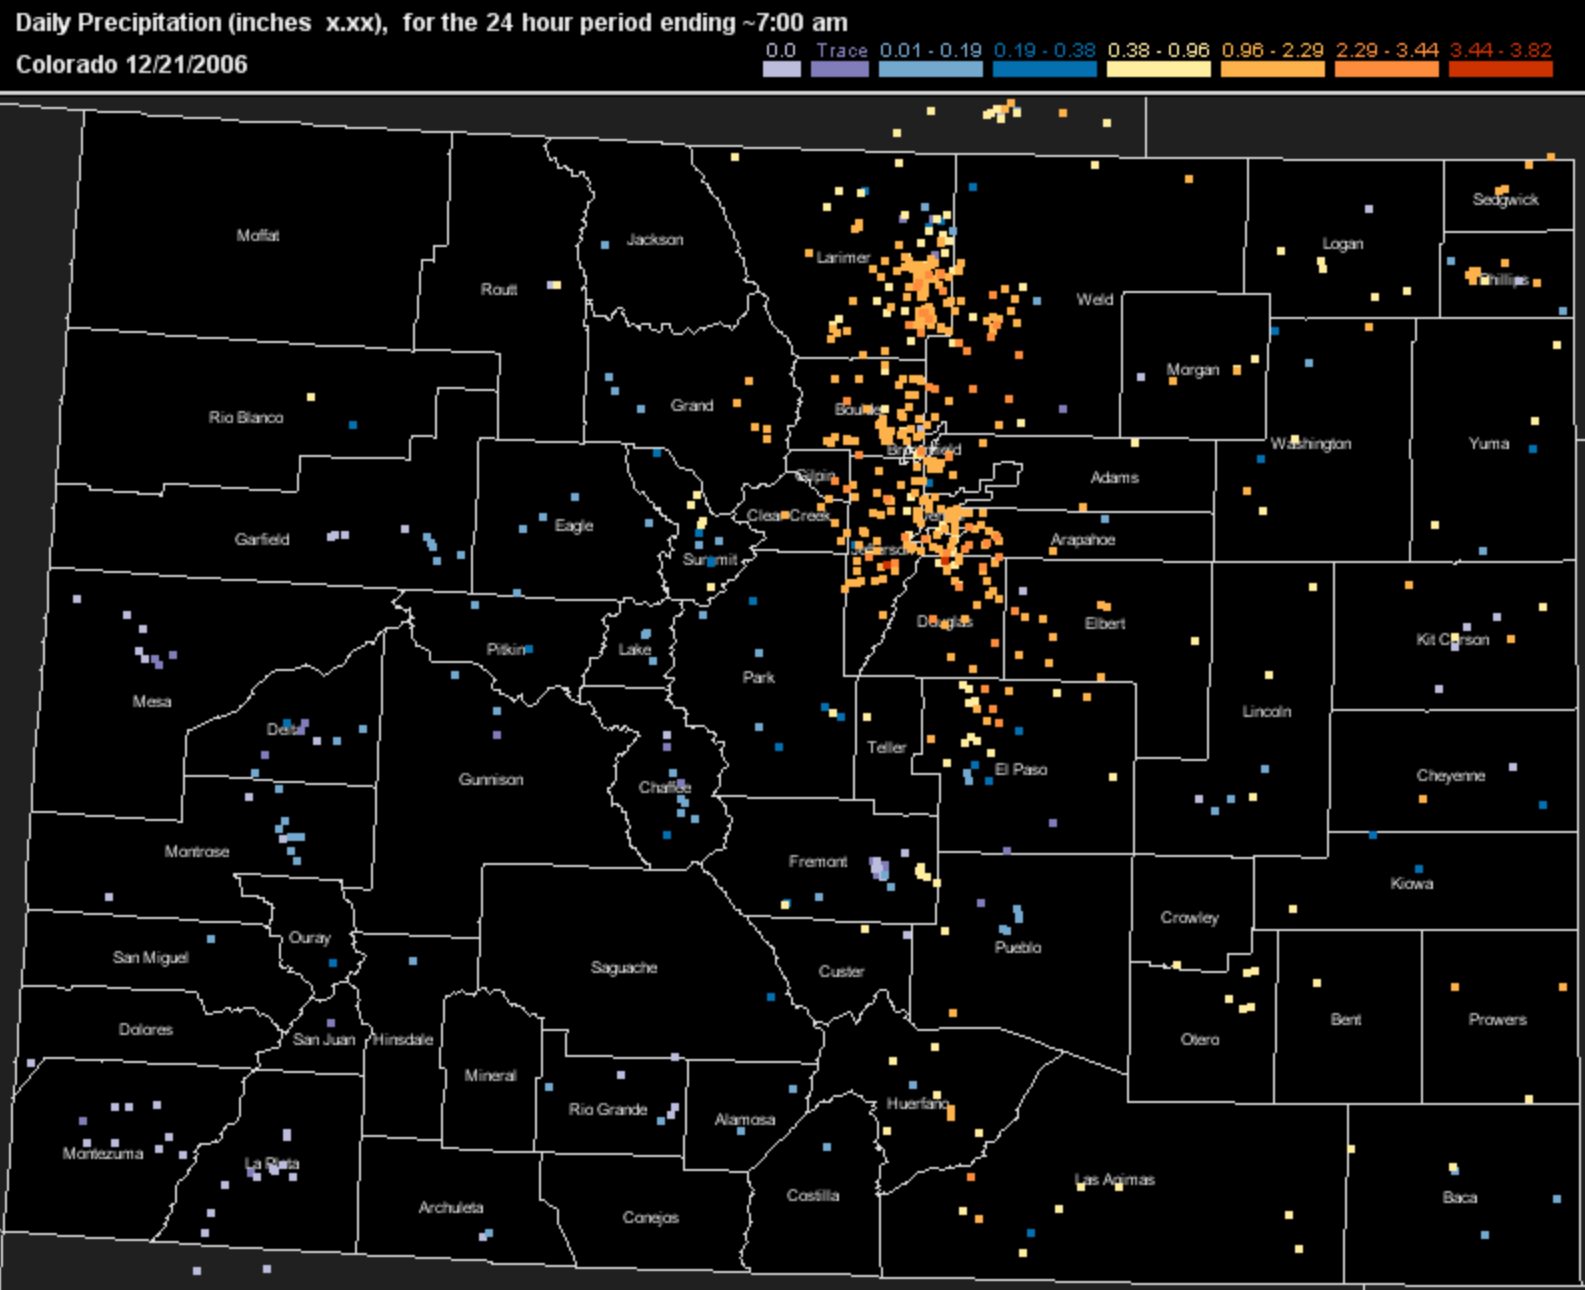 Daily Precipitation (inches  x.xx),  for the 24 hour period ending ~7:00 am
Colorado 12/21/2006
0.0 Trace 0.01 - 0.19 0.19 - 0.38 0.38 - 0.96 0.96 - 2.29 2.29 - 3.44 3.44 - 3.82
Sedgwick
Moffat
Jackson
Logan
Larimer
Routt
Weld
Phillips
Morgan
Grand
Boulder
Rio Blanco
Washington
Yuma
Broomfield
Gilpin
Adams
Clear Creek
Denver
Eagle
Garfield
Arapahoe
Jefferson
Summit
Douglas
Elbert
Kit Carson
Pitkin
Lake
Park
Mesa
Lincoln
Delta
Teller
El Paso
Cheyenne
Gunnison
Chaffee
Montrose
Fremont
Kiowa
Crowley
Ouray
Pueblo
San Miguel
Saguache
Custer
Dolores
San Juan
Hinsdale
Otero
Bent
Prowers
Mineral
Rio Grande
Alamosa
Huerfano
Montezuma
La Plata
Las Animas
Costilla
Baca
Archuleta
Conejos